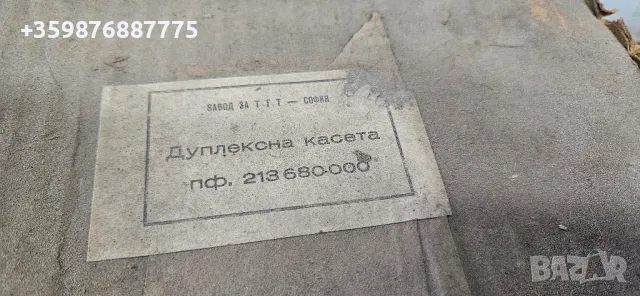 +359876887775
ЗАВОД ЗА Т Т Т — СОФИЯ
Дуплексна касета
пф. 213 680·000
BAZAR